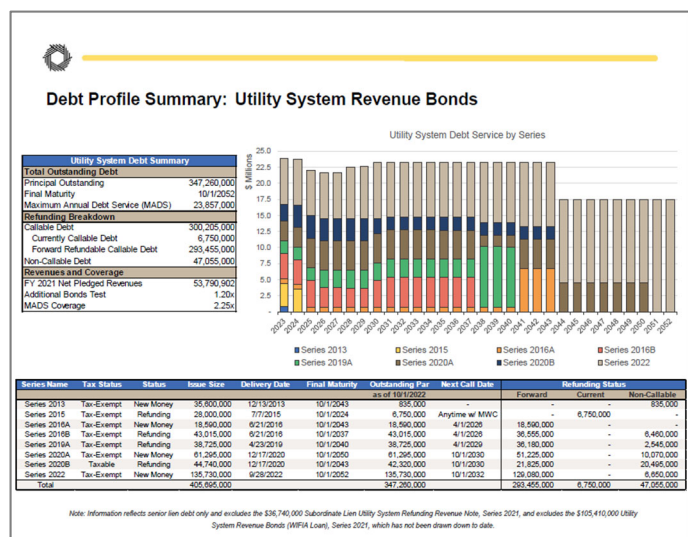 Debt Profile Summary: Utility System Revenue Bonds
Utility System Debt Summary
Total Outstanding Debt
Principal Outstanding 347,260,000
Final Maturity 10/1/2052
Maximum Annual Debt Service (MADS) 23,857,000
Refunding Breakdown
Callable Debt 300,205,000
Currently Callable Debt 6,750,000
Forward Refundable Callable Debt 293,455,000
Non-Callable Debt 47,055,000
Revenues and Coverage
FY 2021 Net Pledged Revenues 53,790,902
Additional Bonds Test 1.20x
MADS Coverage 2.25x
Utility System Debt Service by Series
$ Millions
25.0
22.5
20.0
17.5
15.0
12.5
10.0
7.5
5.0
2.5
-
2023 2024 2025 2026 2027 2028 2029 2030 2031 2032 2033 2034 2035 2036 2037 2038 2039 2040 2041 2042 2043 2044 2045 2046 2047 2048 2049 2050 2051 2052
Series 2013 Series 2015 Series 2016A Series 2016B
Series 2019A Series 2020A Series 2020B Series 2022
Series Name Tax Status Status Issue Size Delivery Date Final Maturity Outstanding Par Next Call Date Refunding Status
as of 10/1/2022 Forward Current Non-Callable
Series 2013 Tax-Exempt New Money 35,600,000 12/13/2013 10/1/2043 835,000 - - - 835,000
Series 2015 Tax-Exempt Refunding 28,000,000 7/7/2015 10/1/2024 6,750,000 Anytime w/ MWC - 6,750,000 -
Series 2016A Tax-Exempt New Money 18,590,000 6/21/2016 10/1/2043 18,590,000 4/1/2026 18,590,000 - -
Series 2016B Tax-Exempt Refunding 43,015,000 6/21/2016 10/1/2037 43,015,000 4/1/2026 36,555,000 - 6,460,000
Series 2019A Tax-Exempt Refunding 38,725,000 4/23/2019 10/1/2040 38,725,000 4/1/2029 36,180,000 - 2,545,000
Series 2020A Tax-Exempt New Money 61,295,000 12/17/2020 10/1/2050 61,295,000 10/1/2030 51,225,000 - 10,070,000
Series 2020B Taxable Refunding 44,740,000 12/17/2020 10/1/2043 42,320,000 10/1/2030 21,825,000 - 20,495,000
Series 2022 Tax-Exempt New Money 135,730,000 9/28/2022 10/1/2052 135,730,000 10/1/2032 129,080,000 - 6,650,000
Total 405,695,000 347,260,000 293,455,000 6,750,000 47,055,000
Note: Information reflects senior lien debt only and excludes the $36,740,000 Subordinate Lien Utility System Refunding Revenue Note, Series 2021, and excludes the $105,410,000 Utility
System Revenue Bonds (WIFIA Loan), Series 2021, which has not been drawn down to date.